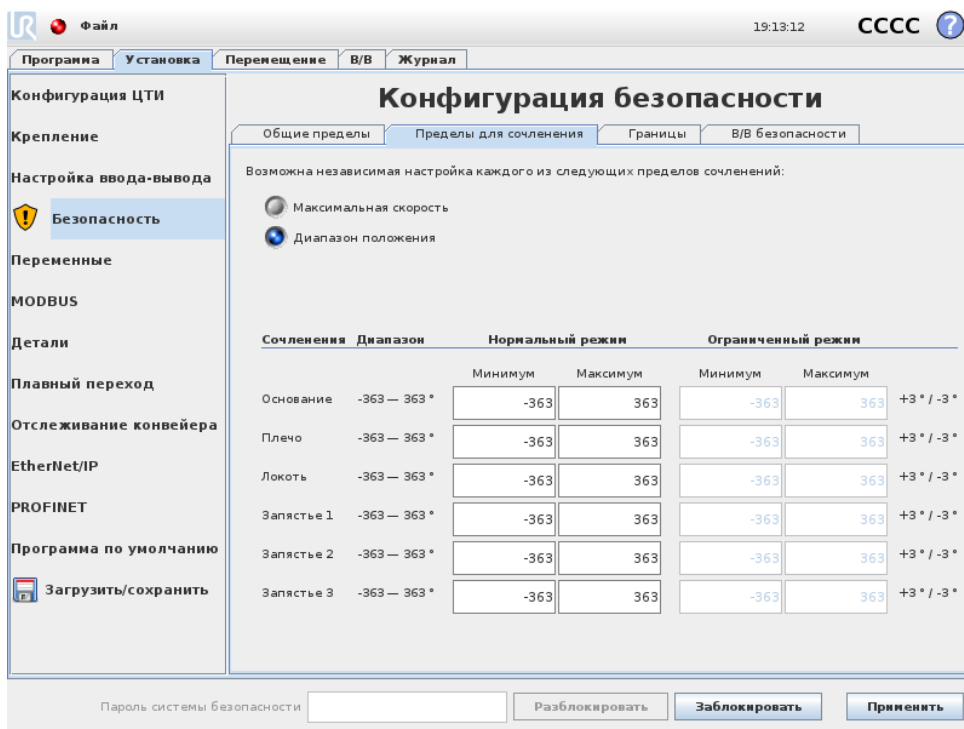 UR Файл 19:13:12 CCCC ?
Программа Установка Перемещение В/В Журнал
Конфигурация ЦТИ
Крепление
Настройка ввода-вывода
Безопасность
Переменные
MODBUS
Детали
Плавный переход
Отслеживание конвейера
EtherNet/IP
PROFINET
Программа по умолчанию
Загрузить/сохранить
Конфигурация безопасности
Общие пределы Пределы для сочленения Границы В/В безопасности
Возможна независимая настройка каждого из следующих пределов сочленений:
Максимальная скорость
Диапазон положения
Сочленения Диапазон Нормальный режим Ограниченный режим
Минимум Максимум Минимум Максимум
Основание -363 — 363 ° -363 363 -363 363 +3 ° / -3 °
Плечо -363 — 363 ° -363 363 -363 363 +3 ° / -3 °
Локоть -363 — 363 ° -363 363 -363 363 +3 ° / -3 °
Запястье 1 -363 — 363 ° -363 363 -363 363 +3 ° / -3 °
Запястье 2 -363 — 363 ° -363 363 -363 363 +3 ° / -3 °
Запястье 3 -363 — 363 ° -363 363 -363 363 +3 ° / -3 °
Пароль системы безопасности Разблокировать Заблокировать Применить